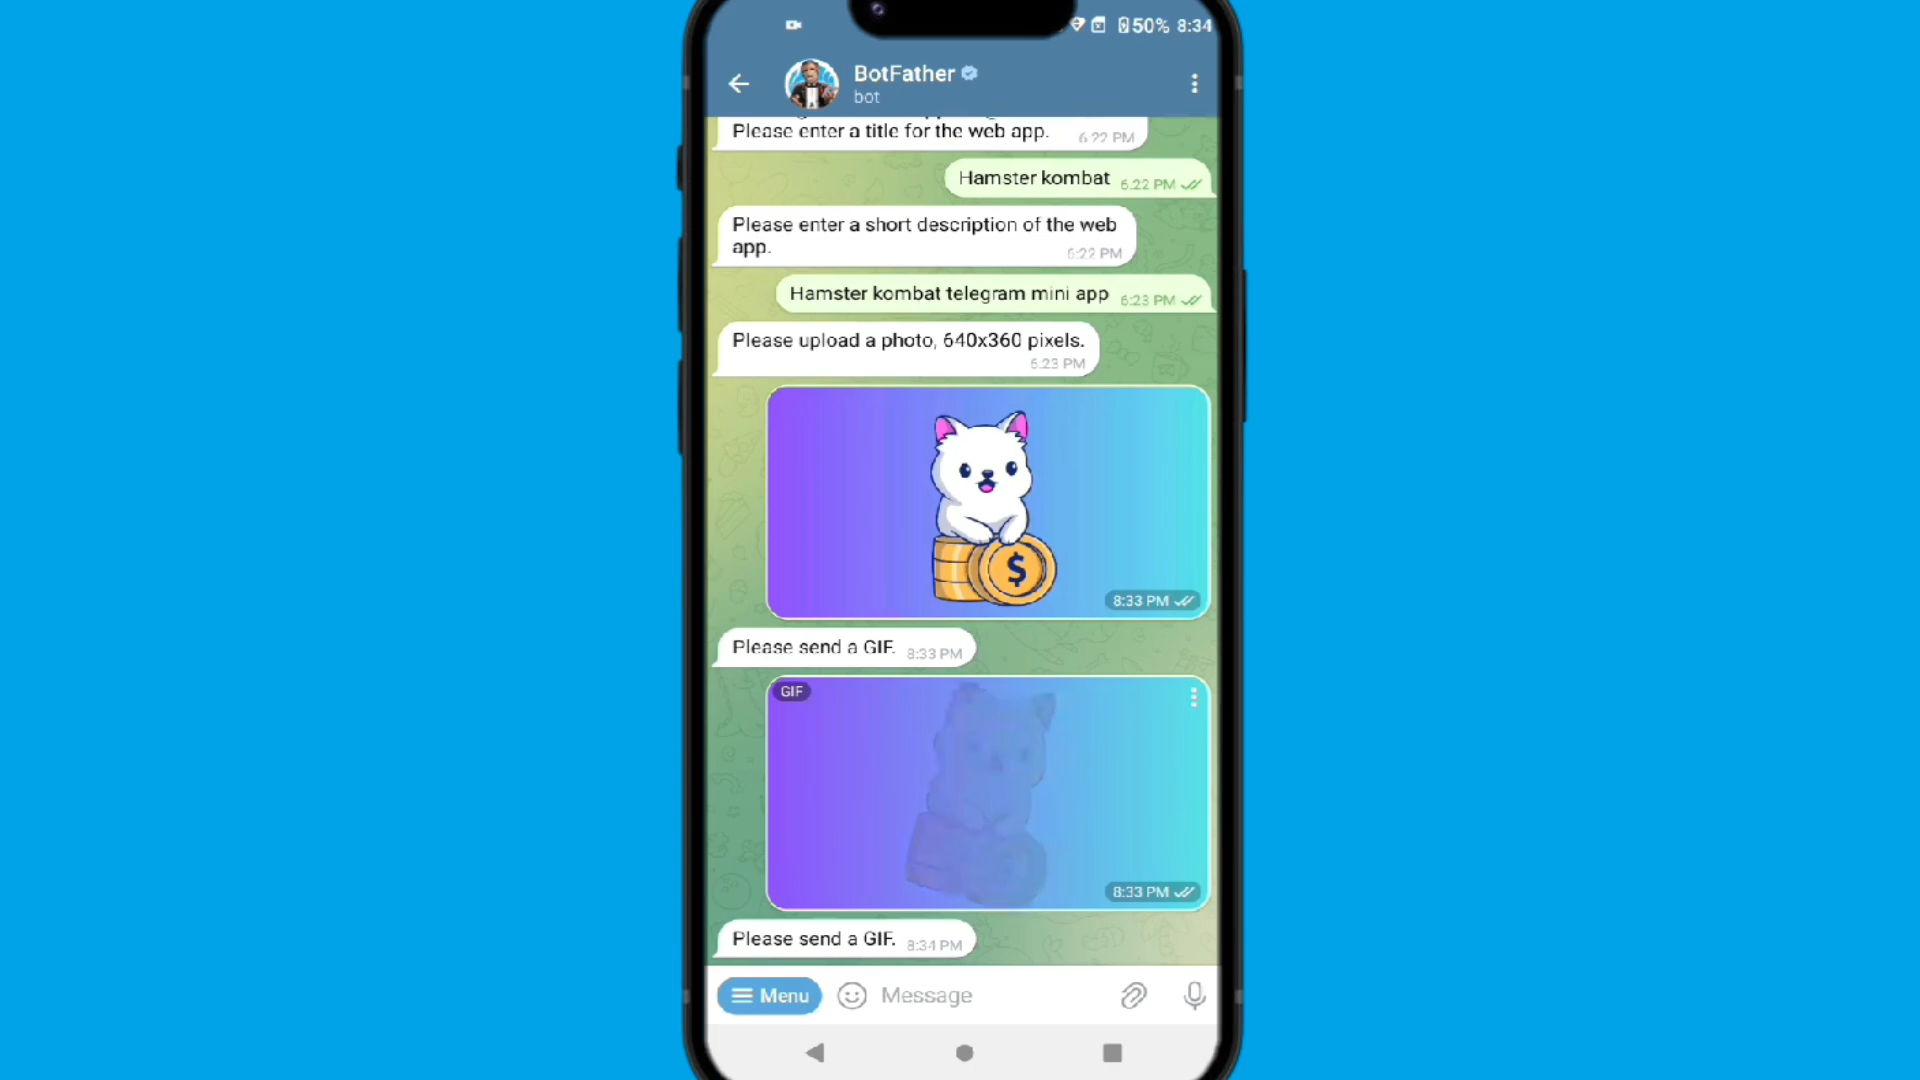 50% 8:34
BotFather
bot
Please enter a title for the web app. 6:22 PM
Hamster kombat 6:22 PM
Please enter a short description of the web
app. 6:22 PM
Hamster kombat telegram mini app 6:23 PM
Please upload a photo, 640x360 pixels.
6:23 PM
$
8:33 PM
Please send a GIF. 8:33 PM
GIF
8:33 PM
Please send a GIF. 8:34 PM
Menu Message